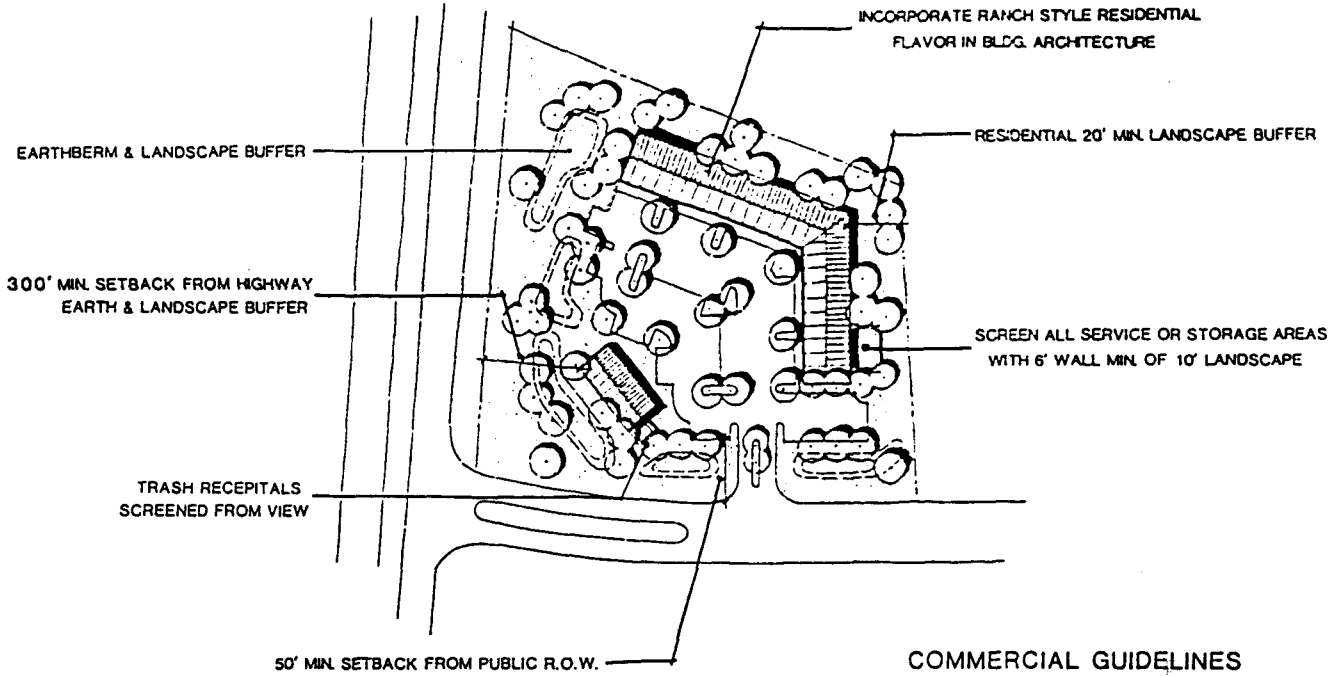 INCORPORATE RANCH STYLE RESIDENTIAL
FLAVOR IN BLDG. ARCHITECTURE
EARTHBERM & LANDSCAPE BUFFER
RESIDENTIAL 20' MIN. LANDSCAPE BUFFER
300' MIN. SETBACK FROM HIGHWAY
EARTH & LANDSCAPE BUFFER
SCREEN ALL SERVICE OR STORAGE AREAS
WITH 6' WALL MIN. OF 10' LANDSCAPE
TRASH RECEPITALS
SCREENED FROM VIEW
50' MIN. SETBACK FROM PUBLIC R.O.W.
COMMERCIAL GUIDELINES